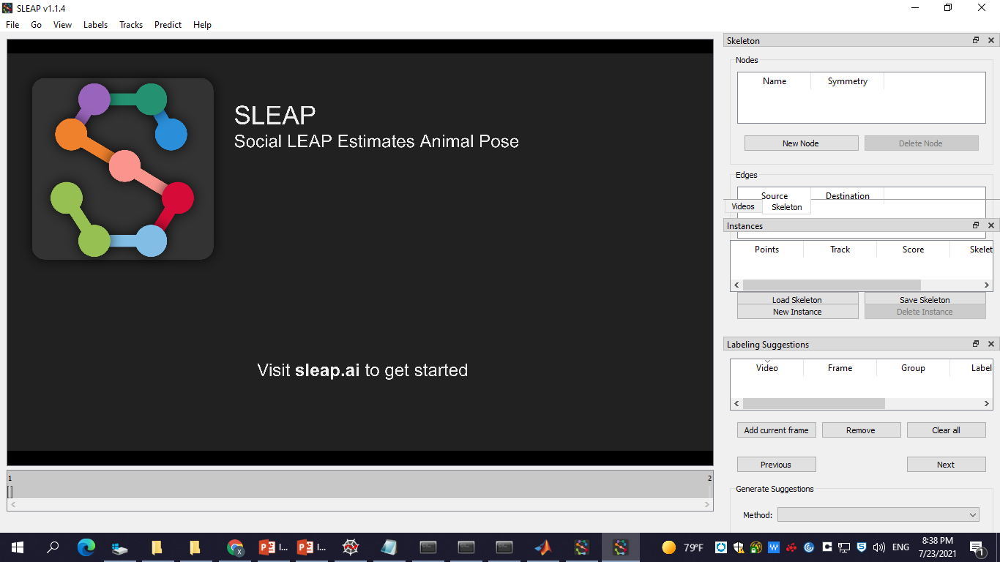 SLEAP v1.1.4
File Go View Labels Tracks Predict Help
SLEAP
Social LEAP Estimates Animal Pose
Visit sleap.ai to get started
1 2
Skeleton
Nodes
Name Symmetry
New Node Delete Node
Edges
Source Destination
Videos Skeleton
Instances
Points Track Score Skelet
Load Skeleton Save Skeleton
New Instance Delete Instance
Labeling Suggestions
Video Frame Group Label
Add current frame Remove Clear all
Previous Next
Generate Suggestions
Method:
I... I... 79°F ENG 8:38 PM
7/23/2021
1